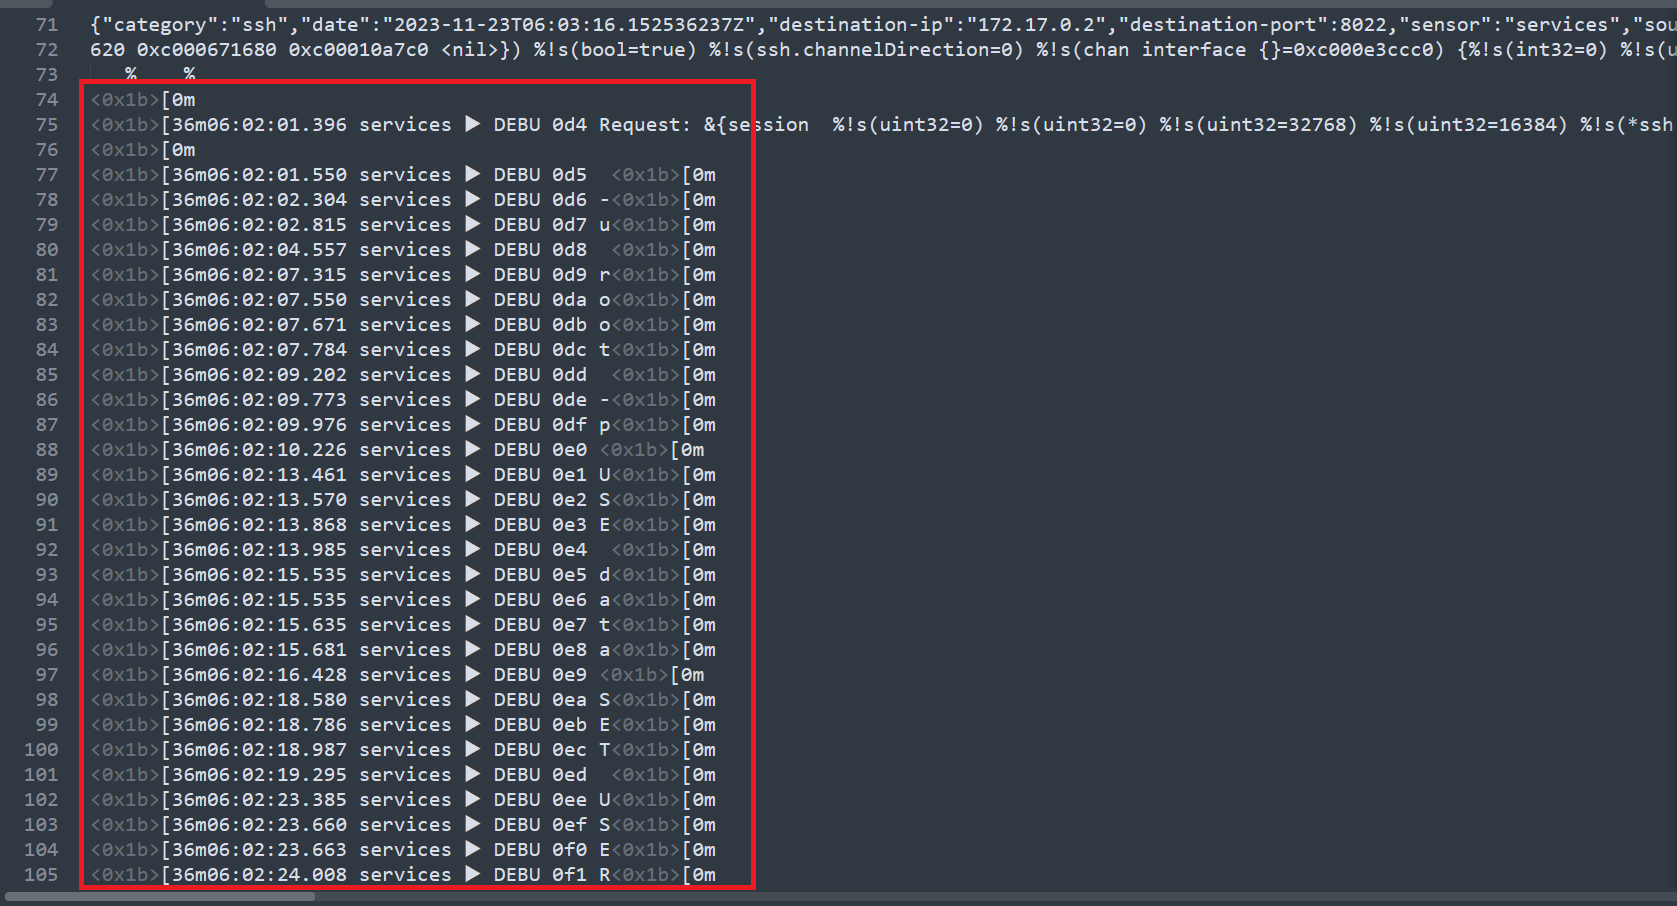 71 {"category":"ssh","date":"2023-11-23T06:03:16.152536237Z","destination-ip":"172.17.0.2","destination-port":8022,"sensor":"services","sou
72 620 0xc000671680 0xc00010a7c0 <nil>}) %!s(bool=true) %!s(ssh.channelDirection=0) %!s(chan interface {}=0xc000e3ccc0) {%!s(int32=0) %!s(u
73 % %
74 <0x1b>[0m
75 <0x1b>[36m06:02:01.396 services ▶ DEBU 0d4 Request: &{session  %!s(uint32=0) %!s(uint32=0) %!s(uint32=32768) %!s(uint32=16384) %!s(*ssh
76 <0x1b>[0m
77 <0x1b>[36m06:02:01.550 services ▶ DEBU 0d5  <0x1b>[0m
78 <0x1b>[36m06:02:02.304 services ▶ DEBU 0d6 -<0x1b>[0m
79 <0x1b>[36m06:02:02.815 services ▶ DEBU 0d7 u<0x1b>[0m
80 <0x1b>[36m06:02:04.557 services ▶ DEBU 0d8  <0x1b>[0m
81 <0x1b>[36m06:02:07.315 services ▶ DEBU 0d9 r<0x1b>[0m
82 <0x1b>[36m06:02:07.550 services ▶ DEBU 0da o<0x1b>[0m
83 <0x1b>[36m06:02:07.671 services ▶ DEBU 0db o<0x1b>[0m
84 <0x1b>[36m06:02:07.784 services ▶ DEBU 0dc t<0x1b>[0m
85 <0x1b>[36m06:02:09.202 services ▶ DEBU 0dd  <0x1b>[0m
86 <0x1b>[36m06:02:09.773 services ▶ DEBU 0de -<0x1b>[0m
87 <0x1b>[36m06:02:09.976 services ▶ DEBU 0df p<0x1b>[0m
88 <0x1b>[36m06:02:10.226 services ▶ DEBU 0e0 <0x1b>[0m
89 <0x1b>[36m06:02:13.461 services ▶ DEBU 0e1 U<0x1b>[0m
90 <0x1b>[36m06:02:13.570 services ▶ DEBU 0e2 S<0x1b>[0m
91 <0x1b>[36m06:02:13.868 services ▶ DEBU 0e3 E<0x1b>[0m
92 <0x1b>[36m06:02:13.985 services ▶ DEBU 0e4  <0x1b>[0m
93 <0x1b>[36m06:02:15.535 services ▶ DEBU 0e5 d<0x1b>[0m
94 <0x1b>[36m06:02:15.535 services ▶ DEBU 0e6 a<0x1b>[0m
95 <0x1b>[36m06:02:15.635 services ▶ DEBU 0e7 t<0x1b>[0m
96 <0x1b>[36m06:02:15.681 services ▶ DEBU 0e8 a<0x1b>[0m
97 <0x1b>[36m06:02:16.428 services ▶ DEBU 0e9 <0x1b>[0m
98 <0x1b>[36m06:02:18.580 services ▶ DEBU 0ea S<0x1b>[0m
99 <0x1b>[36m06:02:18.786 services ▶ DEBU 0eb E<0x1b>[0m
100 <0x1b>[36m06:02:18.987 services ▶ DEBU 0ec T<0x1b>[0m
101 <0x1b>[36m06:02:19.295 services ▶ DEBU 0ed  <0x1b>[0m
102 <0x1b>[36m06:02:23.385 services ▶ DEBU 0ee U<0x1b>[0m
103 <0x1b>[36m06:02:23.660 services ▶ DEBU 0ef S<0x1b>[0m
104 <0x1b>[36m06:02:23.663 services ▶ DEBU 0f0 E<0x1b>[0m
105 <0x1b>[36m06:02:24.008 services ▶ DEBU 0f1 R<0x1b>[0m